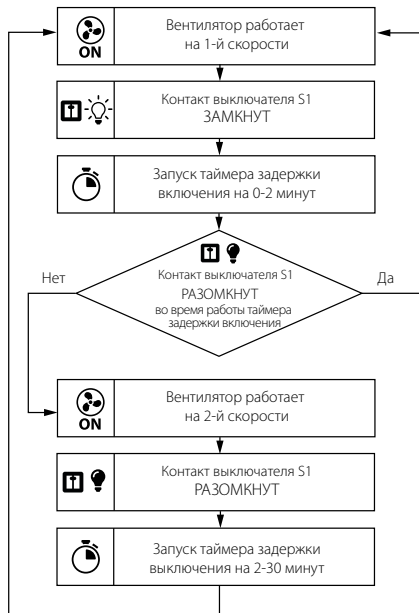 ON
Вентилятор работает
на 1-й скорости
Контакт выключателя S1
ЗАМКНУТ
Запуск таймера задержки
включения на 0-2 минут
Контакт выключателя S1
РАЗОМКНУТ
во время работы таймера
задержки включения
Нет
Да
ON
Вентилятор работает
на 2-й скорости
Контакт выключателя S1
РАЗОМКНУТ
Запуск таймера задержки
выключения на 2-30 минут